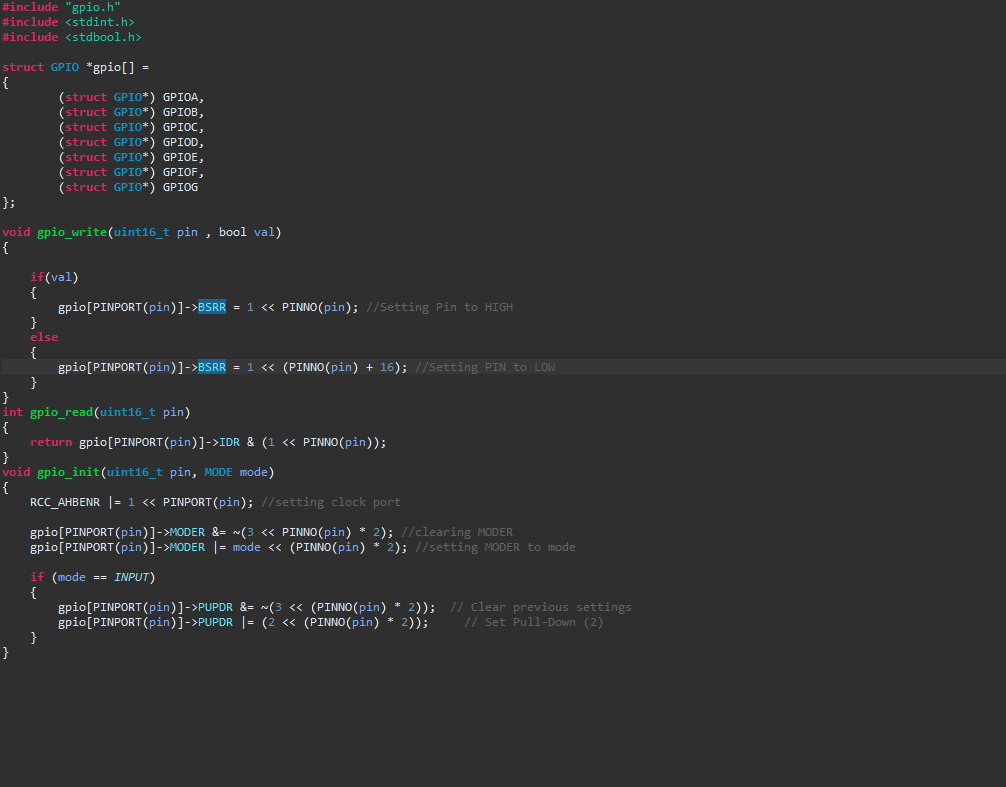 #include "gpio.h"
#include <stdint.h>
#include <stdbool.h>
struct GPIO *gpio[] =
{
(struct GPIO*) GPIOA,
(struct GPIO*) GPIOB,
(struct GPIO*) GPIOC,
(struct GPIO*) GPIOD,
(struct GPIO*) GPIOE,
(struct GPIO*) GPIOF,
(struct GPIO*) GPIOG
};
void gpio_write(uint16_t pin , bool val)
{
if(val)
{
gpio[PINPORT(pin)]->BSRR = 1 << PINNO(pin); //Setting Pin to HIGH
}
else
{
gpio[PINPORT(pin)]->BSRR = 1 << (PINNO(pin) + 16); //Setting PIN to LOW
}
}
int gpio_read(uint16_t pin)
{
return gpio[PINPORT(pin)]->IDR & (1 << PINNO(pin));
}
void gpio_init(uint16_t pin, MODE mode)
{
RCC_AHBENR |= 1 << PINPORT(pin); //setting clock port
gpio[PINPORT(pin)]->MODER &= ~(3 << PINNO(pin) * 2); //clearing MODER
gpio[PINPORT(pin)]->MODER |= mode << (PINNO(pin) * 2); //setting MODER to mode
if (mode == INPUT)
{
gpio[PINPORT(pin)]->PUPDR &= ~(3 << (PINNO(pin) * 2)); // Clear previous settings
gpio[PINPORT(pin)]->PUPDR |= (2 << (PINNO(pin) * 2)); // Set Pull-Down (2)
}
}